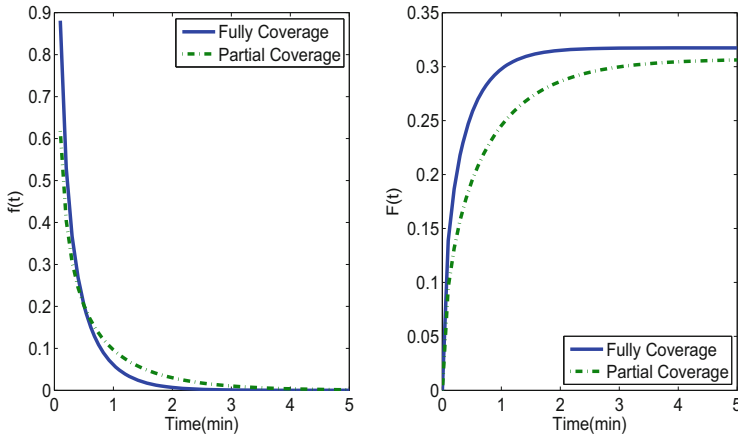 0.9
0.8
0.7
0.6
0.5
0.4
0.3
0.2
0.1
0
f(t)
0 1 2 3 4 5
Time(min)
Fully Coverage
Partial Coverage
0.35
0.3
0.25
0.2
0.15
0.1
0.05
0
F(t)
0 1 2 3 4 5
Time(min)
Fully Coverage
Partial Coverage